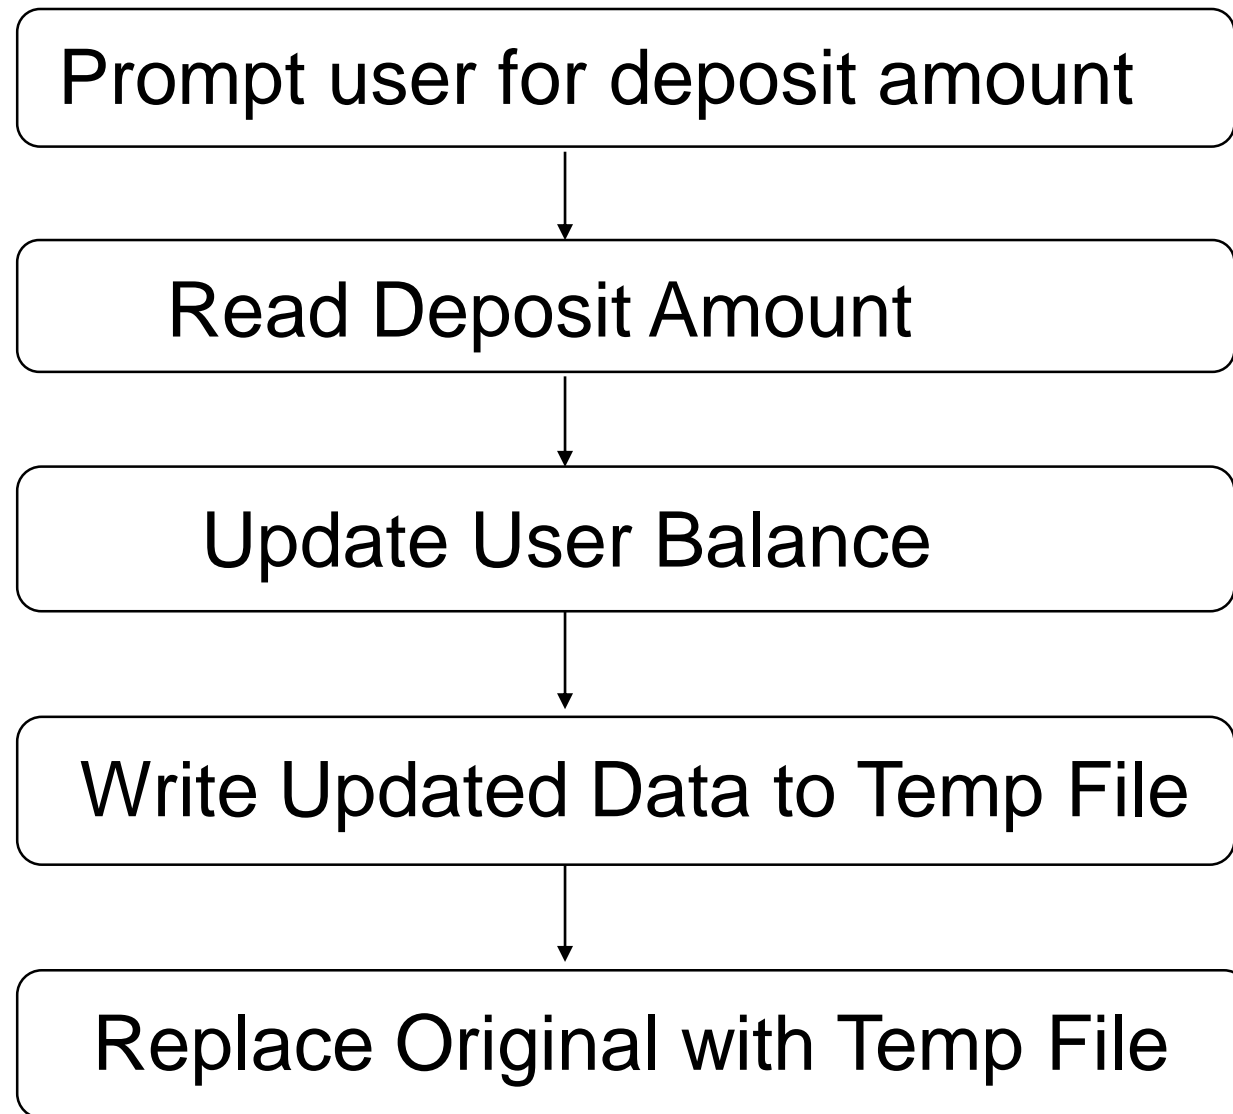 Prompt user for deposit amount
Read Deposit Amount
Update User Balance
Write Updated Data to Temp File
Replace Original with Temp File